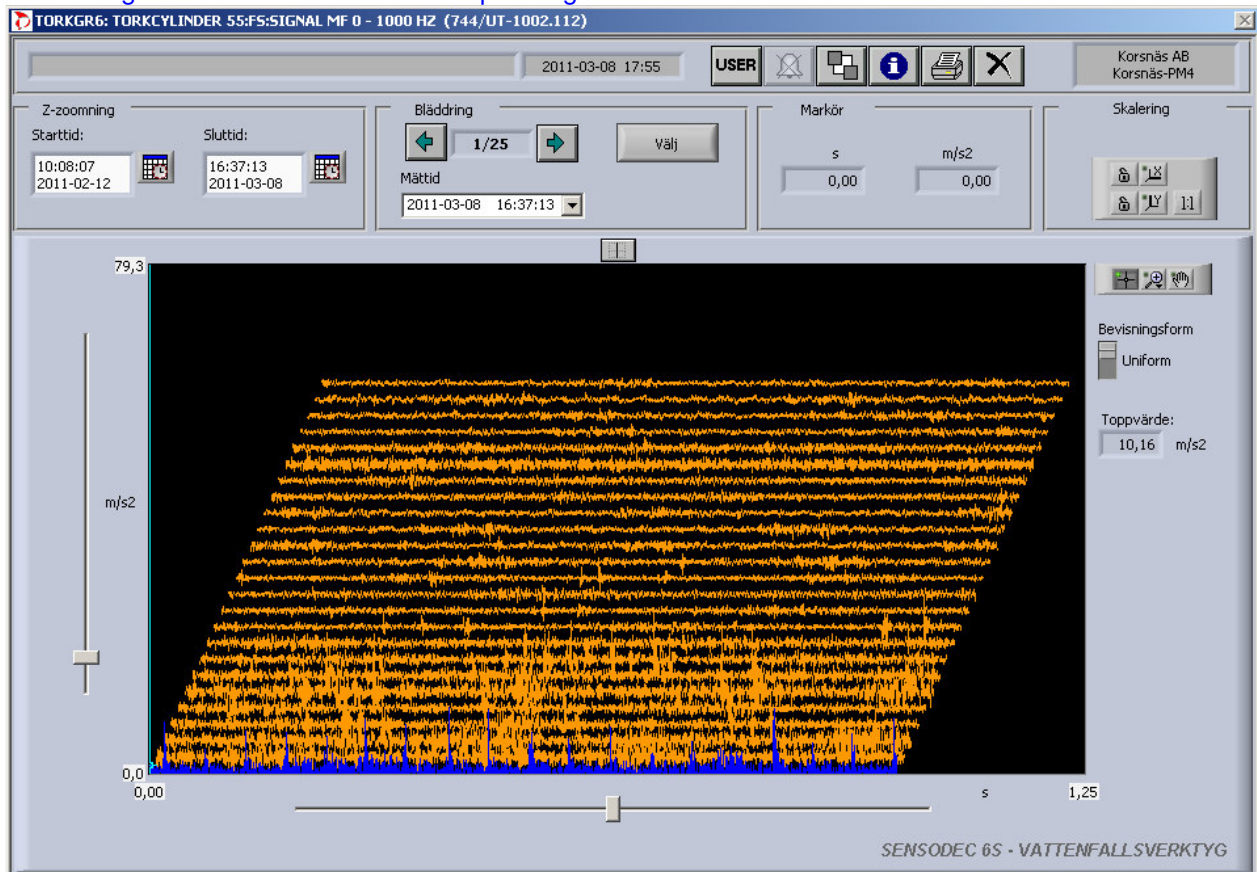 TORKGR6: TORKCYLINDER 55:FS:SIGNAL MF 0 - 1000 HZ (744/UT-1002.112)
2011-03-08 17:55
USER
Korsnäs AB
Korsnäs-PM4
Z-zoomning
Starttid:
10:08:07
2011-02-12
Sluttid:
16:37:13
2011-03-08
Bläddring
1/25
Välj
Mättid
2011-03-08 16:37:13
Markör
s
0,00
m/s2
0,00
Skalering
X
Y
1:1
79,3
m/s2
0,0
0,00
s
1,25
Bevisningsform
Uniform
Toppvärde:
10,16 m/s2
SENSODEC 6S - VATTENFALLSVERKTYG